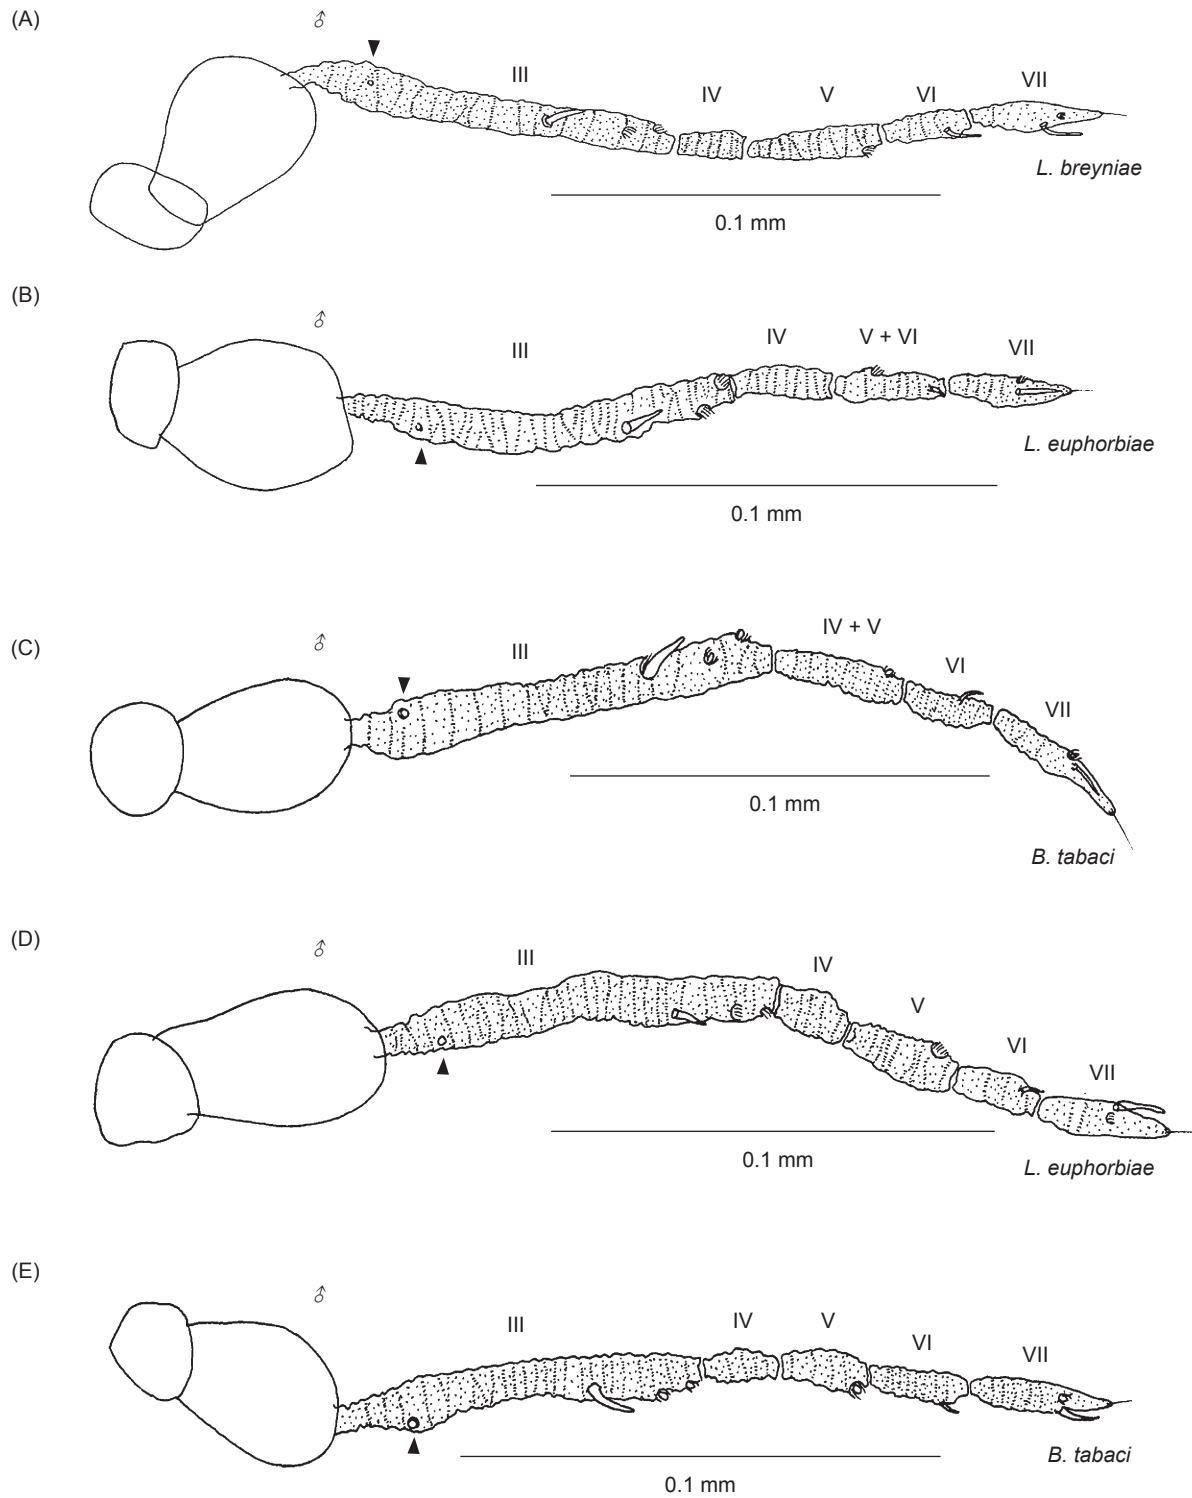 (A)
♂
III
IV
V
VI
VII
L. breyniae
0.1 mm
(B)
♂
III
IV
V + VI
VII
L. euphorbiae
0.1 mm
(C)
♂
III
IV + V
VI
VII
0.1 mm
B. tabaci
(D)
♂
III
IV
V
VI
VII
0.1 mm
L. euphorbiae
(E)
♂
III
IV
V
VI
VII
B. tabaci
0.1 mm